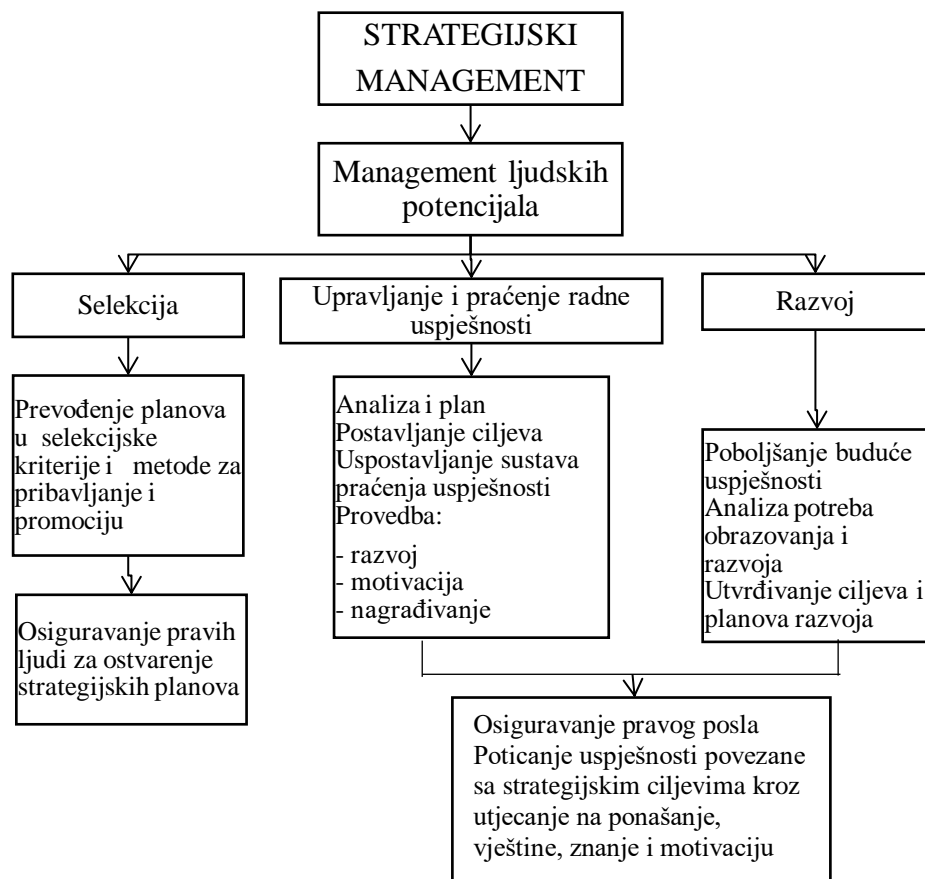 STRATEGIJSKI
MANAGEMENT
Management ljudskih
potencijala
Selekcija
Upravljanje i praćenje radne
uspješnosti
Razvoj
Prevođenje planova
u selekcijske
kriterije i metode za
pribavljanje i
promociju
Analiza i plan
Postavljanje ciljeva
Uspostavljanje sustava
praćenja uspješnosti
Provedba:
- razvoj
- motivacija
- nagrađivanje
Poboljšanje buduće
uspješnosti
Analiza potreba
obrazovanja i
razvoja
Utvrđivanje ciljeva i
planova razvoja
Osiguravanje pravih
ljudi za ostvarenje
strategijskih planova
Osiguravanje pravog posla
Poticanje uspješnosti povezane
sa strategijskim ciljevima kroz
utjecanje na ponašanje,
vještine, znanje i motivaciju